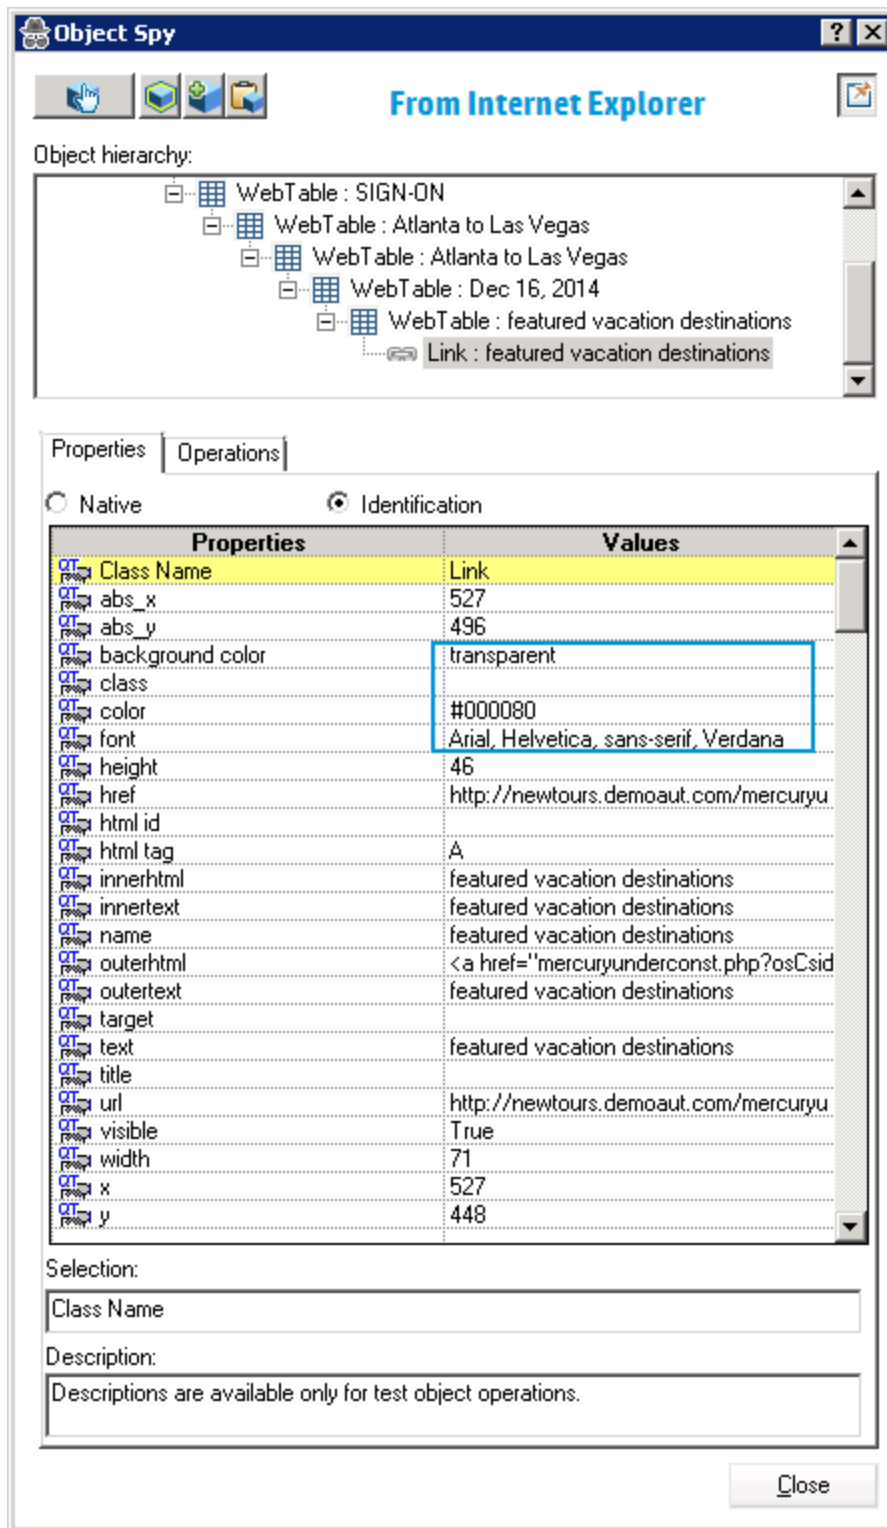 Object Spy
From Internet Explorer
Object hierarchy:
WebTable : SIGN-ON
WebTable : Atlanta to Las Vegas
WebTable : Atlanta to Las Vegas
WebTable : Dec 16, 2014
WebTable : featured vacation destinations
Link : featured vacation destinations
Properties Operations
Native Identification
Properties Values
Class Name Link
abs_x 527
abs_y 496
background color transparent
class
color #000080
font Arial, Helvetica, sans-serif, Verdana
height 46
href http://newtours.demoaut.com/mercuryu
html id
html tag A
innerhtml featured vacation destinations
innertext featured vacation destinations
name featured vacation destinations
outerhtml <a href="mercuryunderconst.php?osCsid
outertext featured vacation destinations
target
text featured vacation destinations
title
url http://newtours.demoaut.com/mercuryu
visible True
width 71
x 527
y 448
Selection:
Class Name
Description:
Descriptions are available only for test object operations.
Close